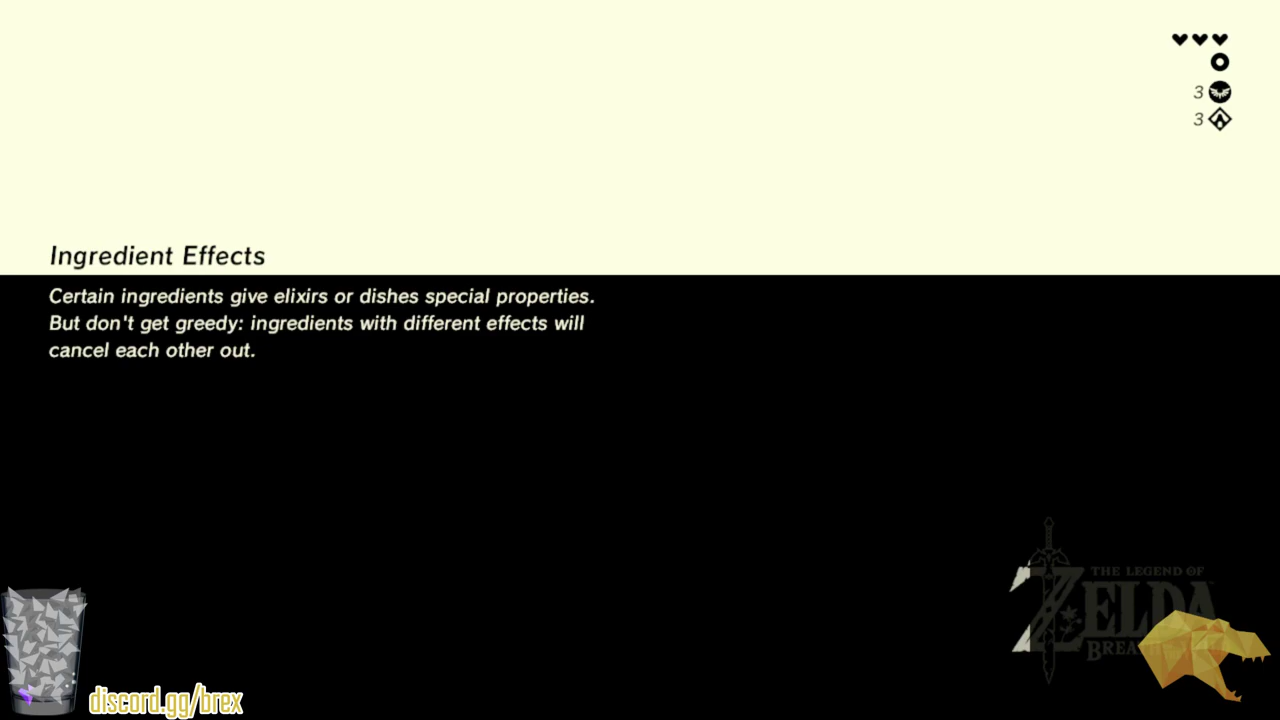 3
3
Ingredient Effects
Certain ingredients give elixirs or dishes special properties.
But don't get greedy: ingredients with different effects will
cancel each other out.
THE LEGEND OF
ZELDA
BREA
discord.gg/brex